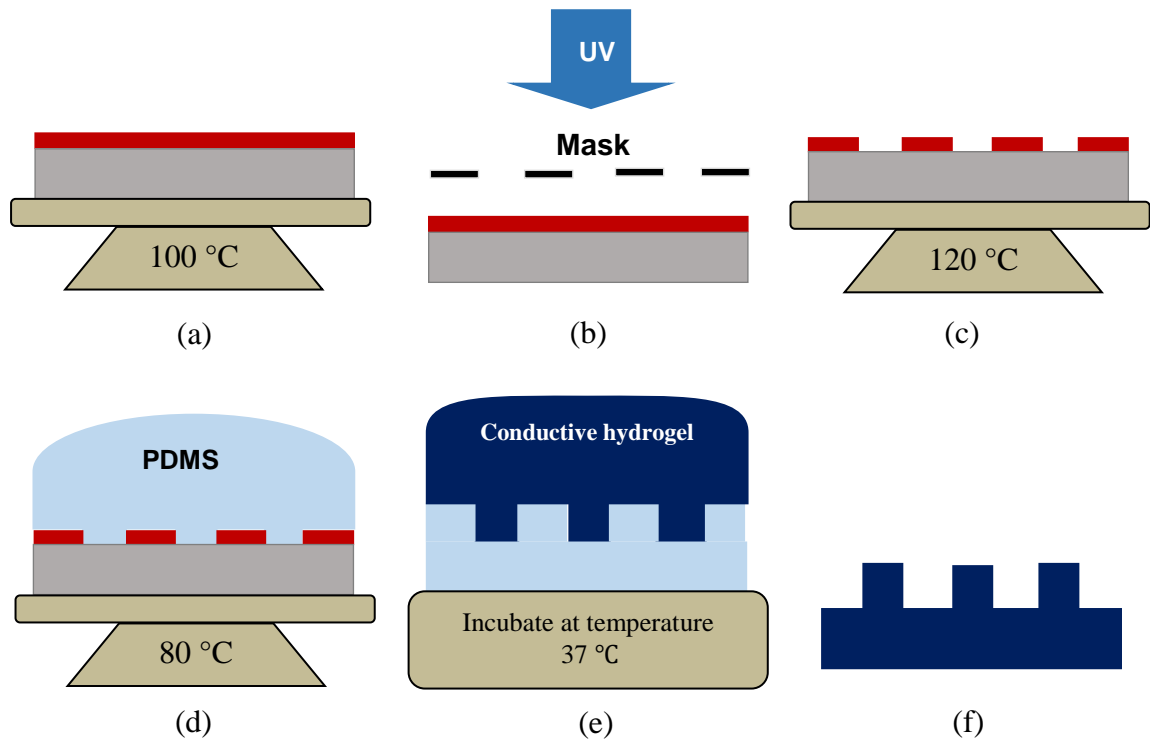 UV
Mask
100 °C
120 °C
(a)
(b)
(c)
PDMS
Conductive hydrogel
80 °C
Incubate at temperature
37 ℃
(d)
(e)
(f)